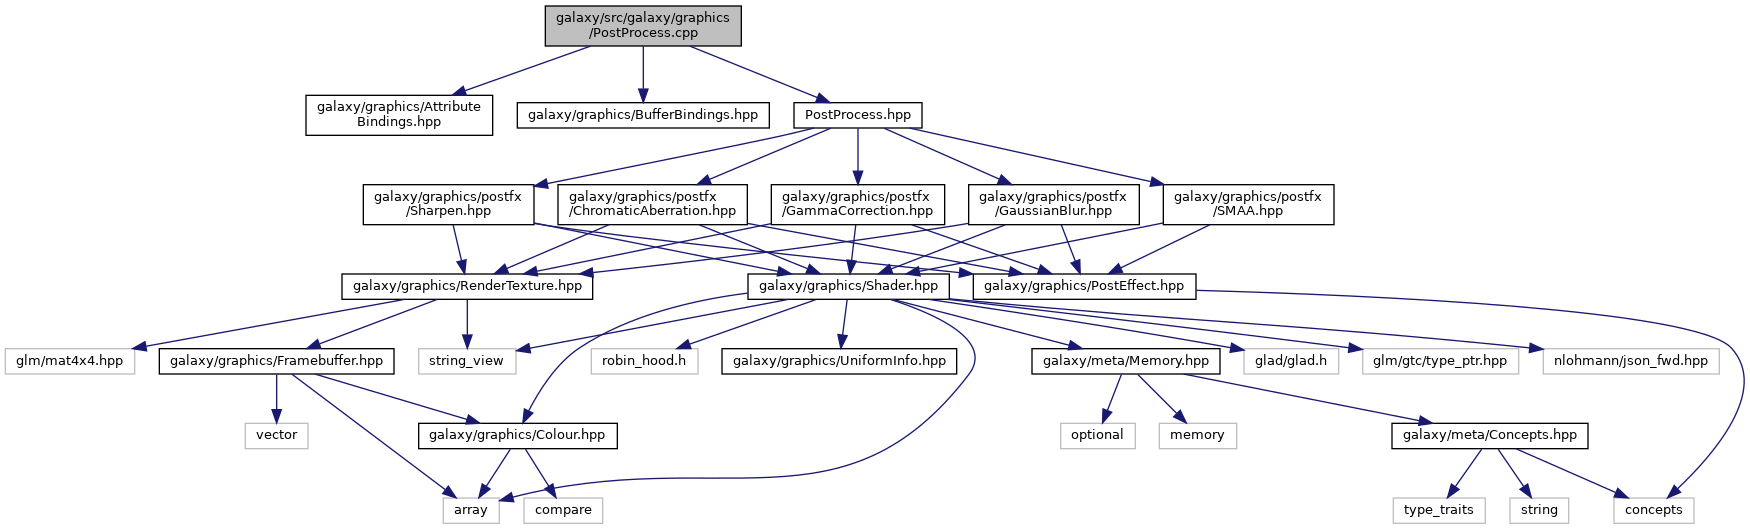 galaxy/src/galaxy/graphics
/PostProcess.cpp
galaxy/graphics/Attribute
Bindings.hpp
galaxy/graphics/BufferBindings.hpp
PostProcess.hpp
galaxy/graphics/postfx
/Sharpen.hpp
galaxy/graphics/postfx
/ChromaticAberration.hpp
galaxy/graphics/postfx
/GammaCorrection.hpp
galaxy/graphics/postfx
/GaussianBlur.hpp
galaxy/graphics/postfx
/SMAA.hpp
galaxy/graphics/RenderTexture.hpp
galaxy/graphics/Shader.hpp
galaxy/graphics/PostEffect.hpp
glm/mat4x4.hpp
galaxy/graphics/Framebuffer.hpp
string_view
robin_hood.h
galaxy/graphics/UniformInfo.hpp
galaxy/meta/Memory.hpp
glad/glad.h
glm/gtc/type_ptr.hpp
nlohmann/json_fwd.hpp
vector
galaxy/graphics/Colour.hpp
optional
memory
galaxy/meta/Concepts.hpp
array
compare
type_traits
string
concepts